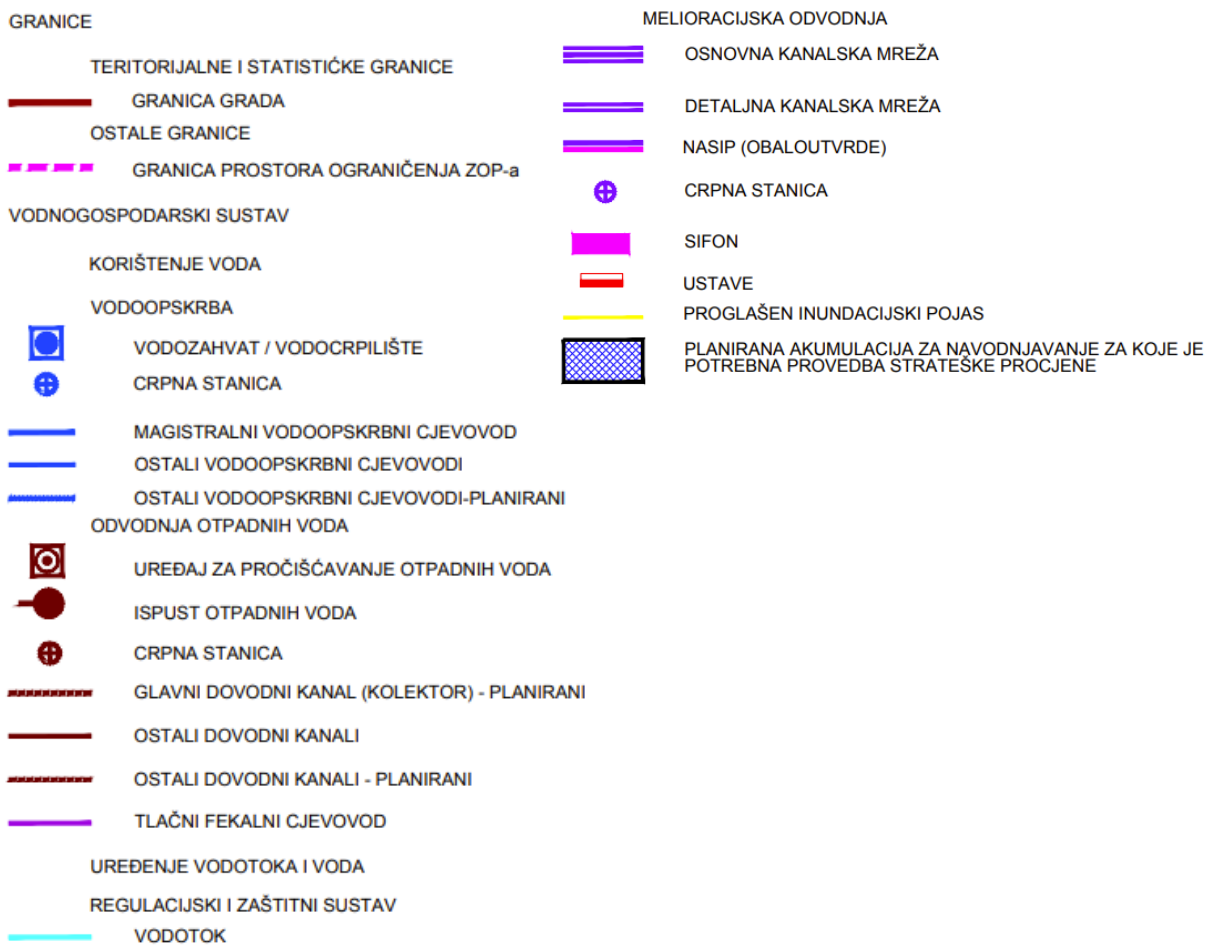 GRANICE
TERITORIJALNE I STATISTIĆKE GRANICE
GRANICA GRADA
OSTALE GRANICE
GRANICA PROSTORA OGRANIČENJA ZOP-a
VODNOGOSPODARSKI SUSTAV
KORIŠTENJE VODA
VODOOPSKRBA
VODOZAHVAT / VODOCRPILIŠTE
CRPNA STANICA
MAGISTRALNI VODOOPSKRBNI CJEVOVOD
OSTALI VODOOPSKRBNI CJEVOVODI
OSTALI VODOOPSKRBNI CJEVOVODI-PLANIRANI
ODVODNJA OTPADNIH VODA
UREĐAJ ZA PROČIŠĆAVANJE OTPADNIH VODA
ISPUST OTPADNIH VODA
CRPNA STANICA
GLAVNI DOVODNI KANAL (KOLEKTOR) - PLANIRANI
OSTALI DOVODNI KANALI
OSTALI DOVODNI KANALI - PLANIRANI
TLAČNI FEKALNI CJEVOVOD
UREĐENJE VODOTOKA I VODA
REGULACIJSKI I ZAŠTITNI SUSTAV
VODOTOK
MELIORACIJSKA ODVODNJA
OSNOVNA KANALSKA MREŽA
DETALJNA KANALSKA MREŽA
NASIP (OBALOUTVRDE)
CRPNA STANICA
SIFON
USTAVE
PROGLAŠEN INUNDACIJSKI POJAS
PLANIRANA AKUMULACIJA ZA NAVODNJAVANJE ZA KOJE JE
POTREBNA PROVEDBA STRATEŠKE PROCJENE